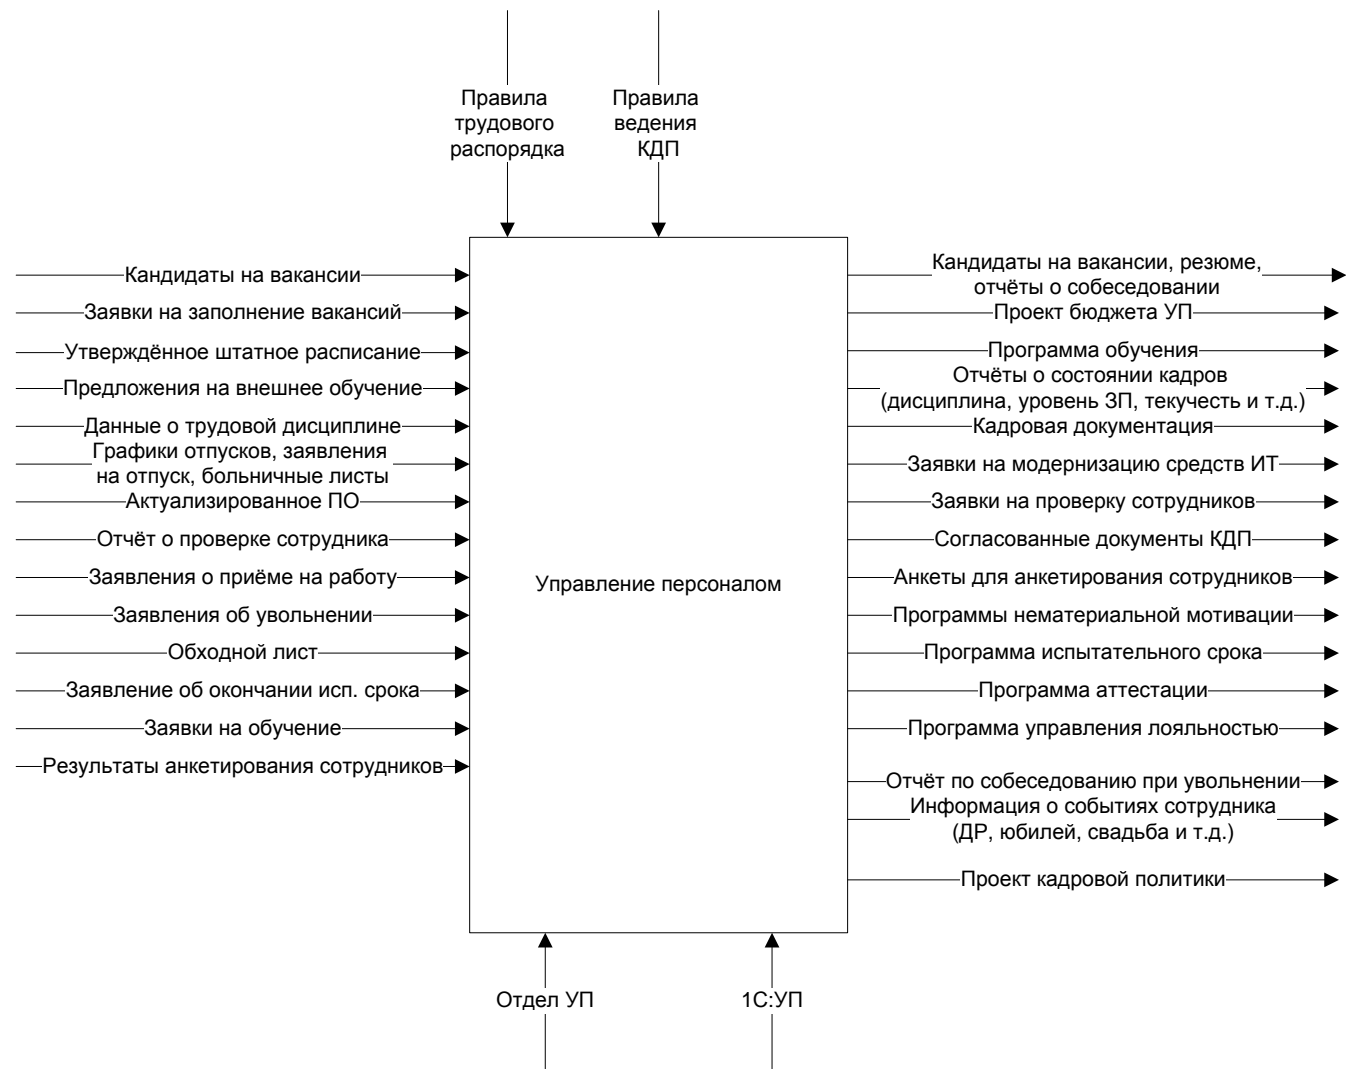 Правила
трудового
распорядка
Правила
ведения
КДП
Кандидаты на вакансии
Заявки на заполнение вакансий
Утверждённое штатное расписание
Предложения на внешнее обучение
Данные о трудовой дисциплине
Графики отпусков, заявления
на отпуск, больничные листы
Актуализированное ПО
Отчёт о проверке сотрудника
Заявления о приёме на работу
Заявления об увольнении
Обходной лист
Заявление об окончании исп. срока
Заявки на обучение
Результаты анкетирования сотрудников
Управление персоналом
Кандидаты на вакансии, резюме,
отчёты о собеседовании
Проект бюджета УП
Программа обучения
Отчёты о состоянии кадров
(дисциплина, уровень ЗП, текучесть и т.д.)
Кадровая документация
Заявки на модернизацию средств ИТ
Заявки на проверку сотрудников
Согласованные документы КДП
Анкеты для анкетирования сотрудников
Программы нематериальной мотивации
Программа испытательного срока
Программа аттестации
Программа управления лояльностью
Отчёт по собеседованию при увольнении
Информация о событиях сотрудника
(ДР, юбилей, свадьба и т.д.)
Проект кадровой политики
Отдел УП
1С:УП